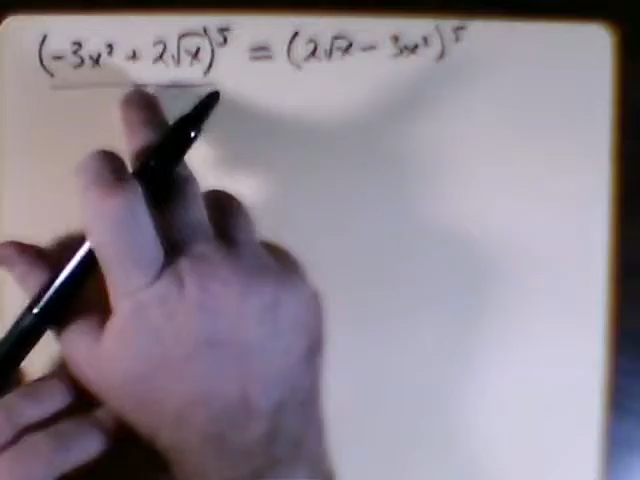 (-3x² + 2√x)⁵ = (2√x - 3x²)⁵